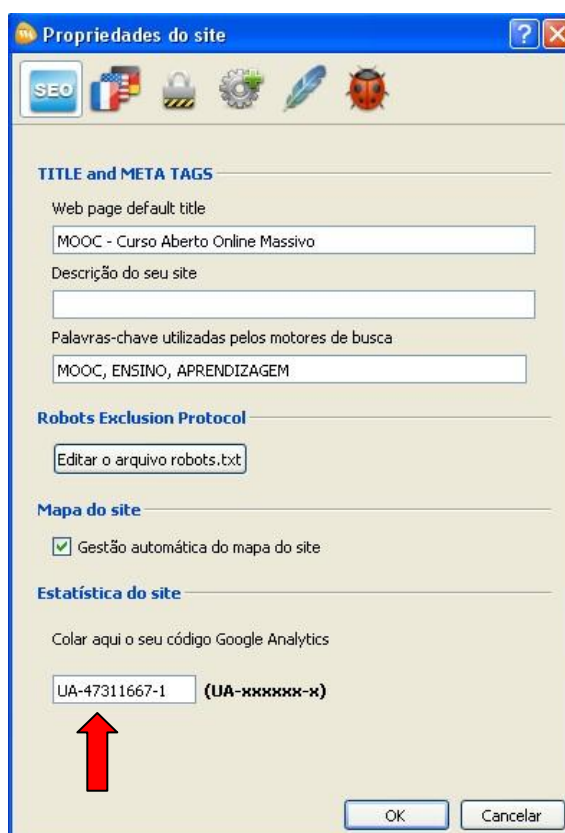 Propriedades do site
SEO
TITLE and META TAGS
Web page default title
MOOC - Curso Aberto Online Massivo
Descrição do seu site
Palavras-chave utilizadas pelos motores de busca
MOOC, ENSINO, APRENDIZAGEM
Robots Exclusion Protocol
Editar o arquivo robots.txt
Mapa do site
Gestão automática do mapa do site
Estatística do site
Colar aqui o seu código Google Analytics
UA-47311667-1 (UA-xxxxxx-x)
OK Cancelar